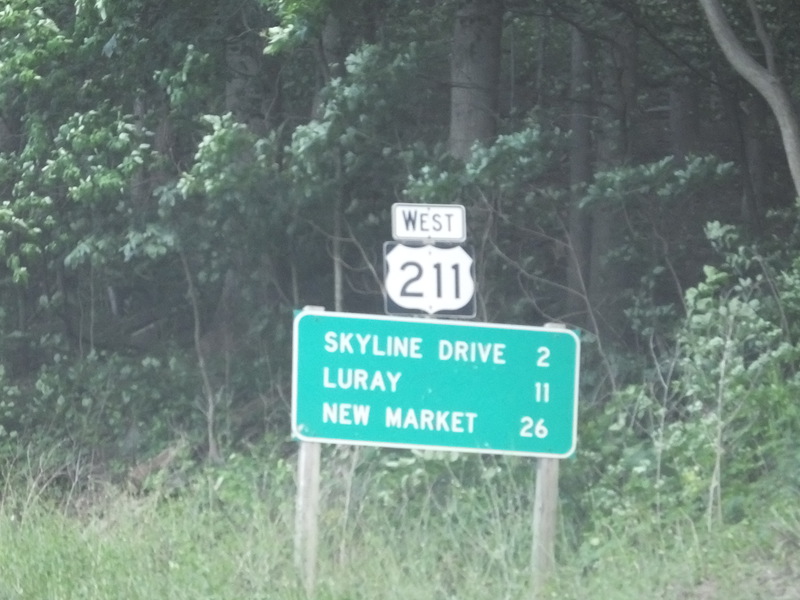 WEST
211
SKYLINE DRIVE 2
LURAY 11
NEW MARKET 26